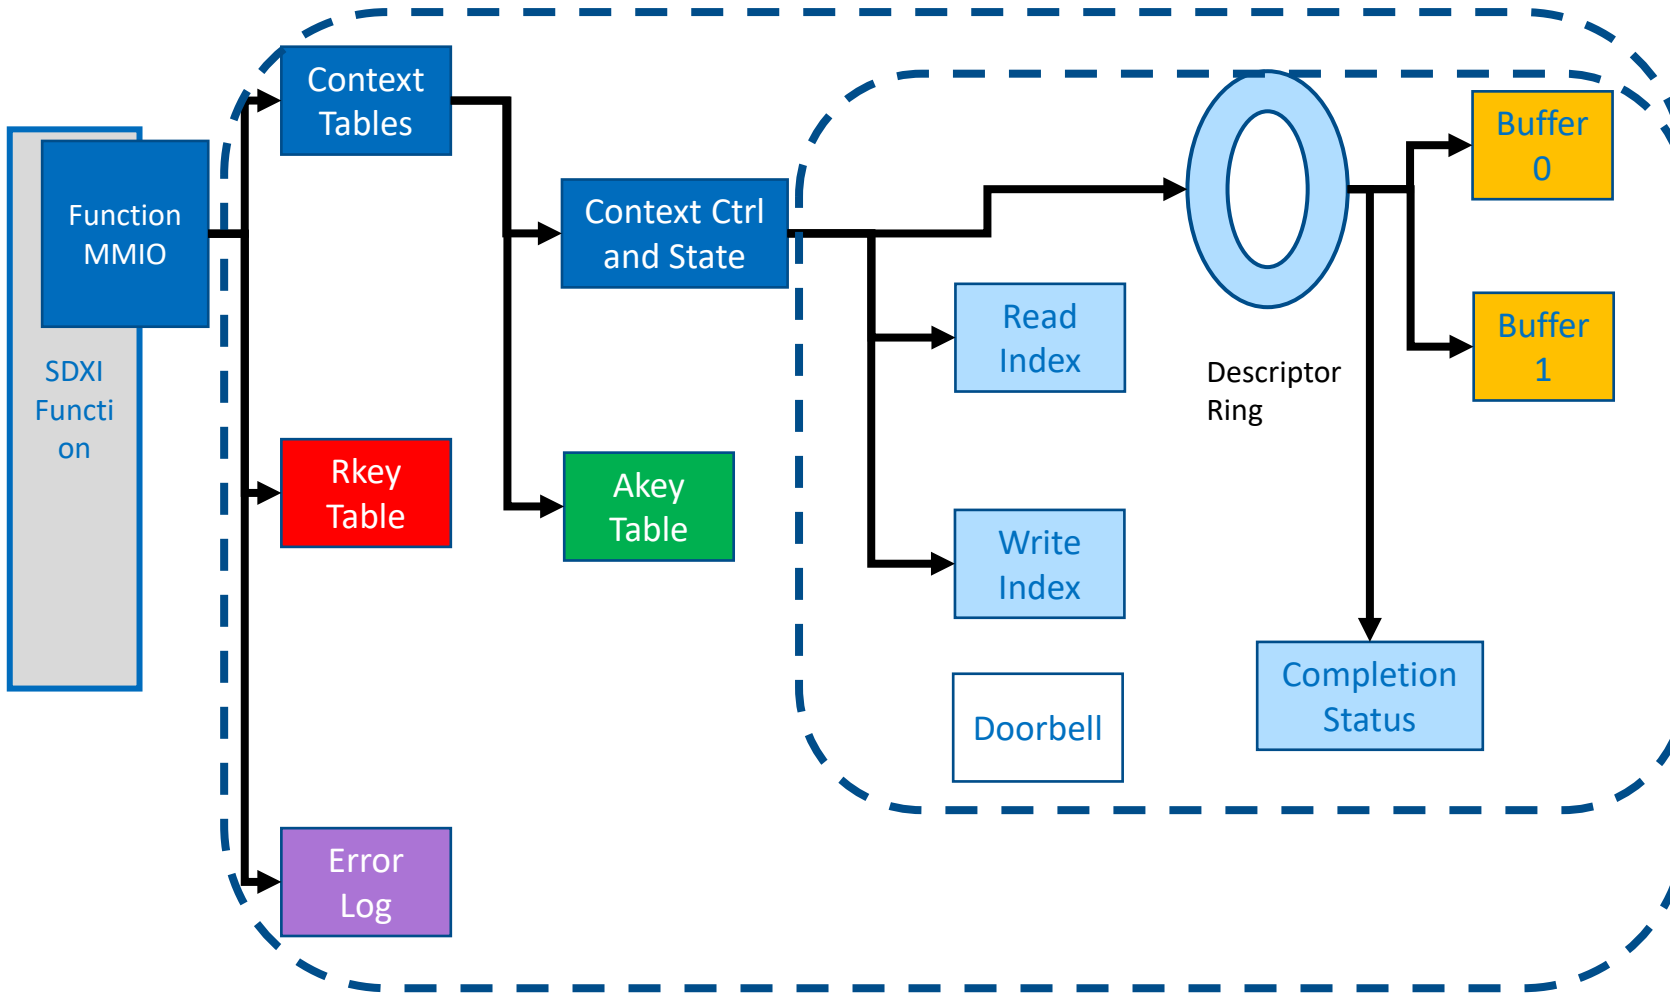 Context
Tables
Function
MMIO
SDXI
Functi
on
Context Ctrl
and State
Rkey
Table
Akey
Table
Error
Log
Read
Index
Write
Index
Doorbell
Descriptor
Ring
Buffer
0
Buffer
1
Completion
Status